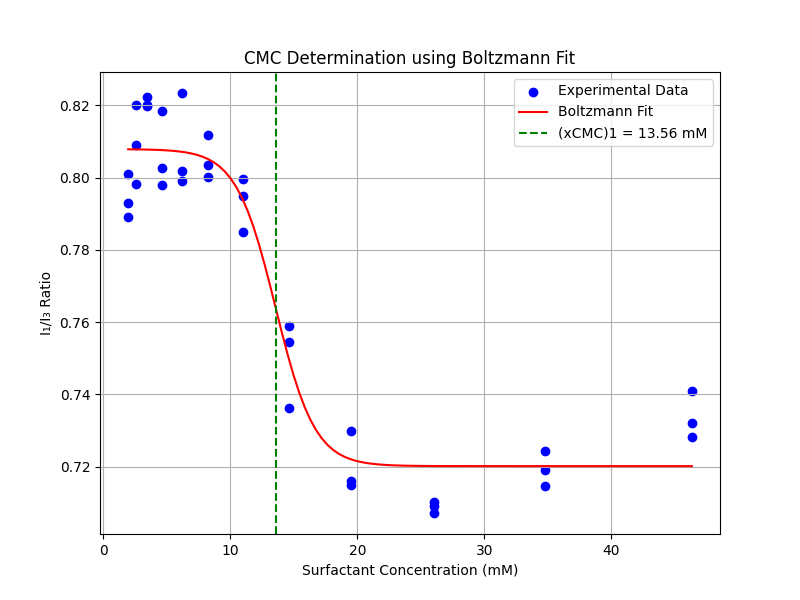 CMC Determination using Boltzmann Fit
Experimental Data
Boltzmann Fit
(xCMC)1 = 13.56 mM
0.82
0.80
0.78
0.76
0.74
0.72
I₁/I₃ Ratio
0 10 20 30 40
Surfactant Concentration (mM)